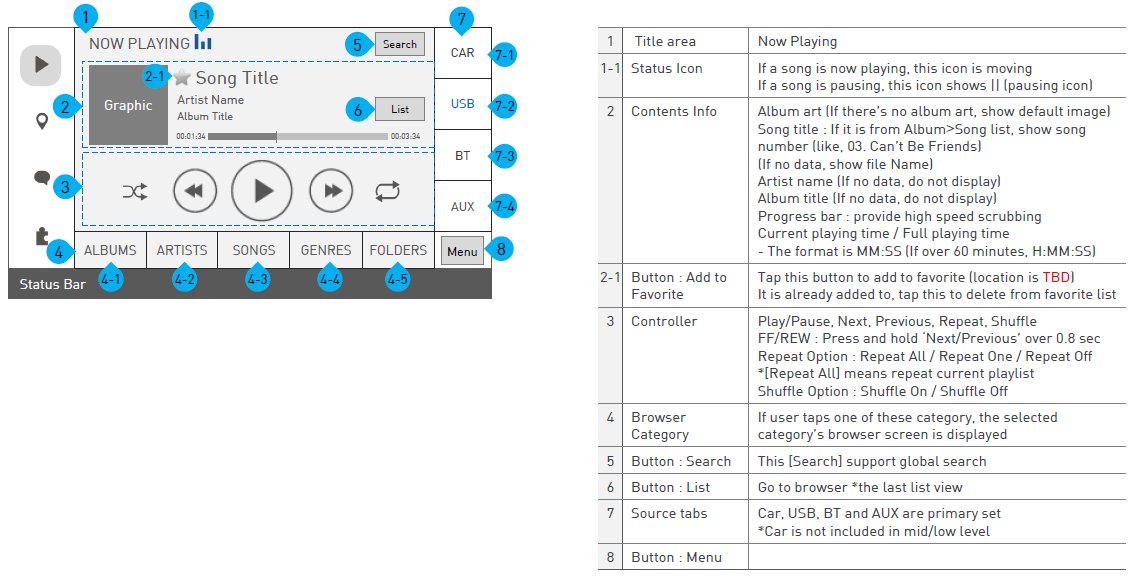 1
1-1
7
NOW PLAYING
5
Search
CAR
7-1
2-1
Song Title
2
Graphic
Artist Name
Album Title
6
List
USB
7-2
00:01:34
00:03:34
BT
7-3
3
AUX
7-4
4
ALBUMS
ARTISTS
SONGS
GENRES
FOLDERS
Menu
8
4-1
4-2
4-3
4-4
4-5
Status Bar
1 Title area Now Playing
1-1 Status Icon If a song is now playing, this icon is moving
If a song is pausing, this icon shows || (pausing icon)
2 Contents Info Album art (If there's no album art, show default image)
Song title : If it is from Album>Song list, show song
number (like, 03. Can't Be Friends)
(If no data, show file Name)
Artist name (If no data, do not display)
Album title (If no data, do not display)
Progress bar : provide high speed scrubbing
Current playing time / Full playing time
- The format is MM:SS (If over 60 minutes, H:MM:SS)
2-1 Button : Add to Tap this button to add to favorite (location is TBD)
Favorite It is already added to, tap this to delete from favorite list
3 Controller Play/Pause, Next, Previous, Repeat, Shuffle
FF/REW : Press and hold 'Next/Previous' over 0.8 sec
Repeat Option : Repeat All / Repeat One / Repeat Off
*[Repeat All] means repeat current playlist
Shuffle Option : Shuffle On / Shuffle Off
4 Browser If user taps one of these category, the selected
Category category's browser screen is displayed
5 Button : Search This [Search] support global search
6 Button : List Go to browser *the last list view
7 Source tabs Car, USB, BT and AUX are primary set
*Car is not included in mid/low level
8 Button : Menu